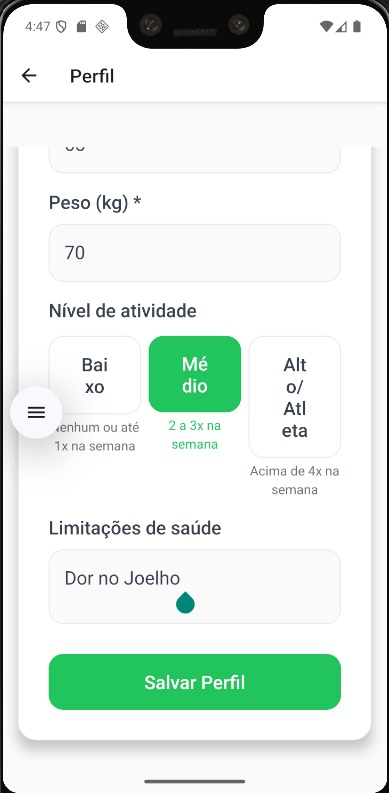 4:47
Perfil
Peso (kg) *
70
Nível de atividade
Bai
xo
Mé
dio
Alt
o/
Atl
eta
enhum ou até
1x na semana
2 a 3x na
semana
Acima de 4x na
semana
Limitações de saúde
Dor no Joelho
Salvar Perfil